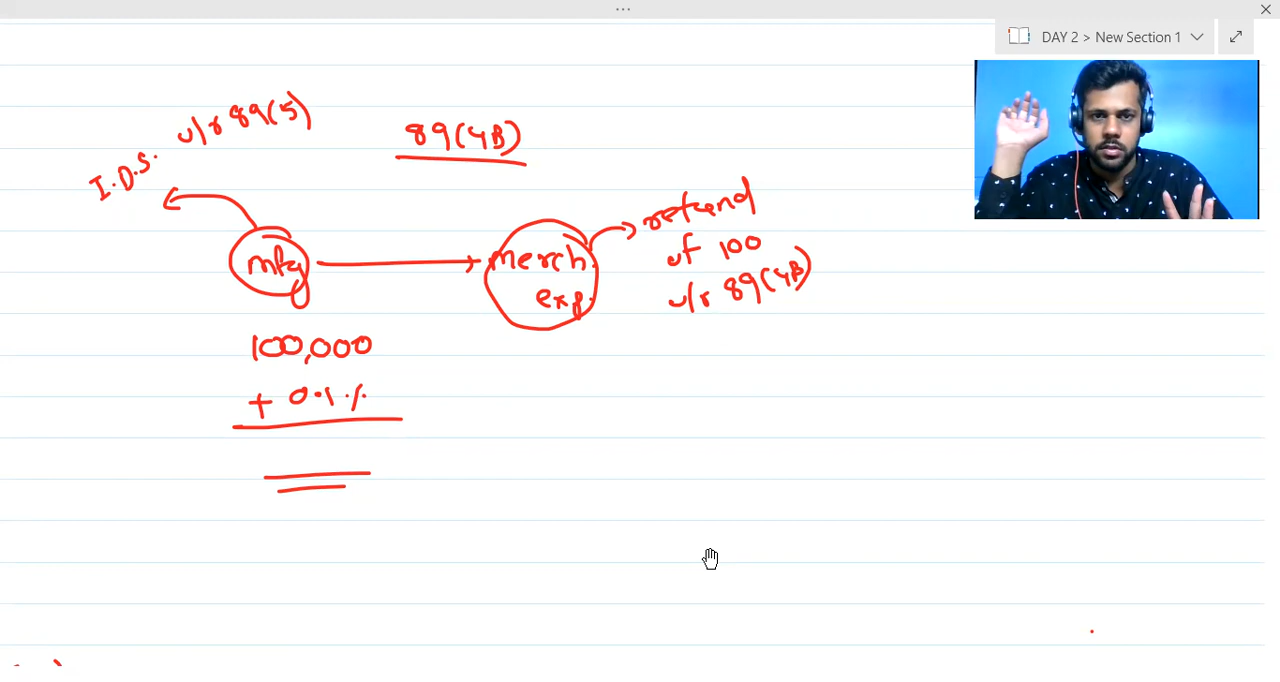 DAY 2 > New Section 1
I.D.S. u/r 89(5)
89(4B)
mfg
merch.
exp.
refund
of 100
u/r 89(4B)
100,000
+ 0.1%